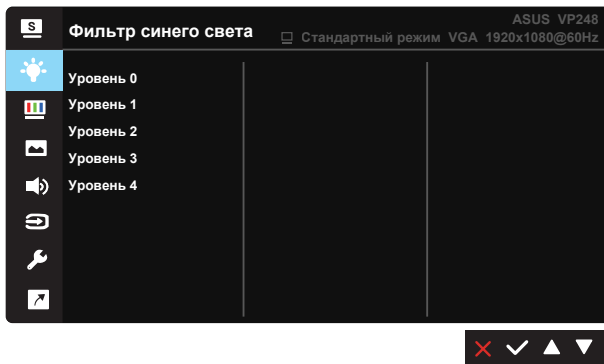 S
Фильтр синего света
ASUS VP248
Стандартный режим VGA 1920x1080@60Hz
Уровень 0
Уровень 1
Уровень 2
Уровень 3
Уровень 4